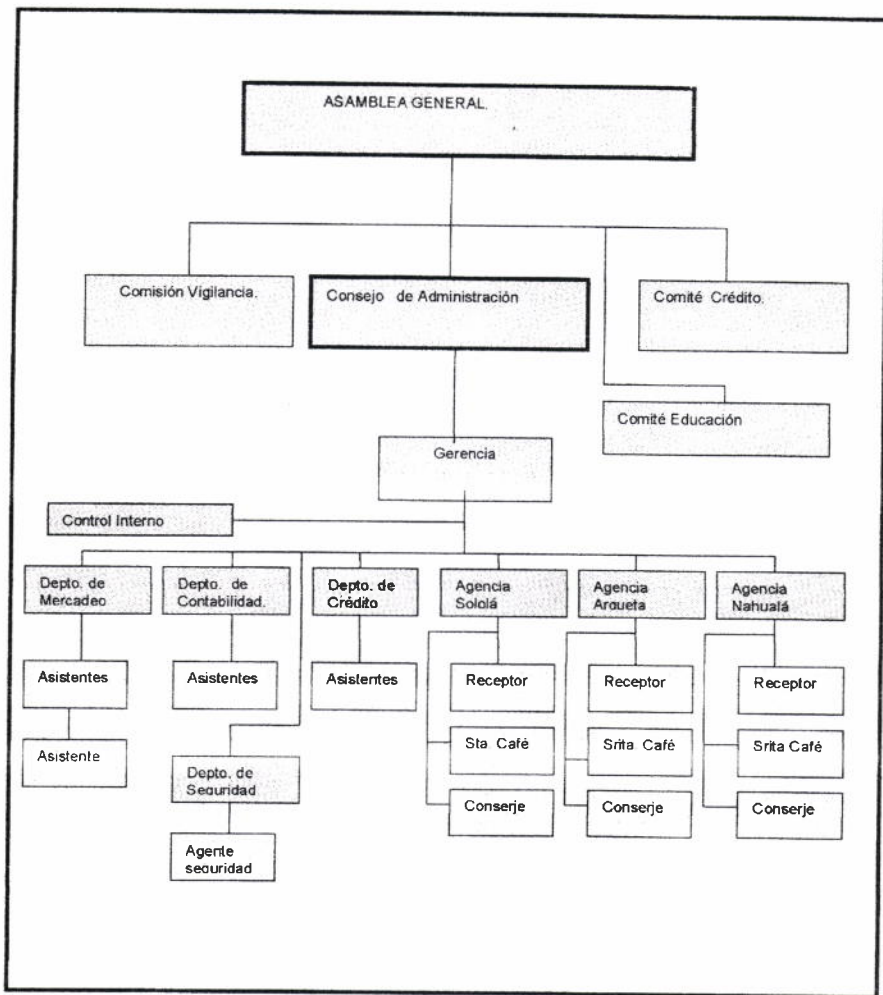 ASAMBLEA GENERAL.
Comisión Vigilancia.
Consejo de Administración
Comité Crédito.
Comité Educación
Gerencia
Control Interno
Depto. de
Mercadeo
Depto. de
Contabilidad.
Depto. de
Crédito
Agencia
Sololá
Agencia
Argueta
Agencia
Nahualá
Asistentes
Asistentes
Asistentes
Receptor
Receptor
Receptor
Asistente
Sta. Café
Srita. Café
Srita Café
Depto. de
Seguridad
Conserje
Conserje
Conserje
Agente
seguridad